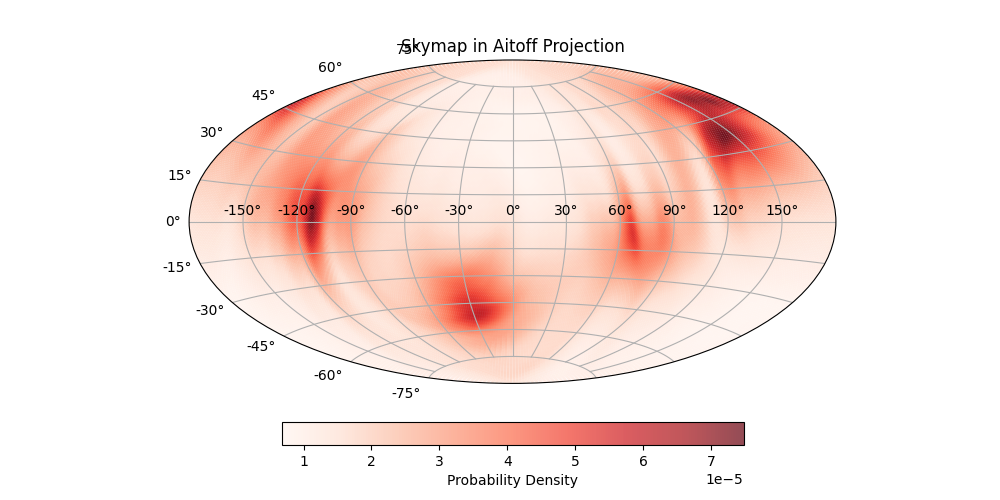 Skymap in Aitoff Projection
75°
60°
45°
30°
15°
-150° -120° -90° -60° -30° 0° 30° 60° 90° 120° 150°
0°
-15°
-30°
-45°
-60°
-75°
1 2 3 4 5 6 7
Probability Density
1e−5